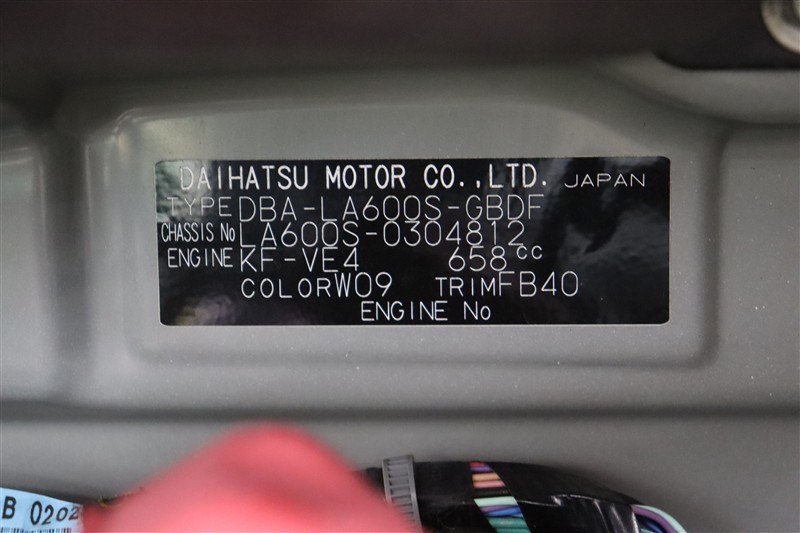 DAIHATSU MOTOR CO.,LTD. JAPAN
TYPE DBA-LA600S-GBDF
CHASSIS No LA600S-0304812
ENGINE KF-VE4 658cc
COLOR W09 TRIM FB40
ENGINE No
B 0202